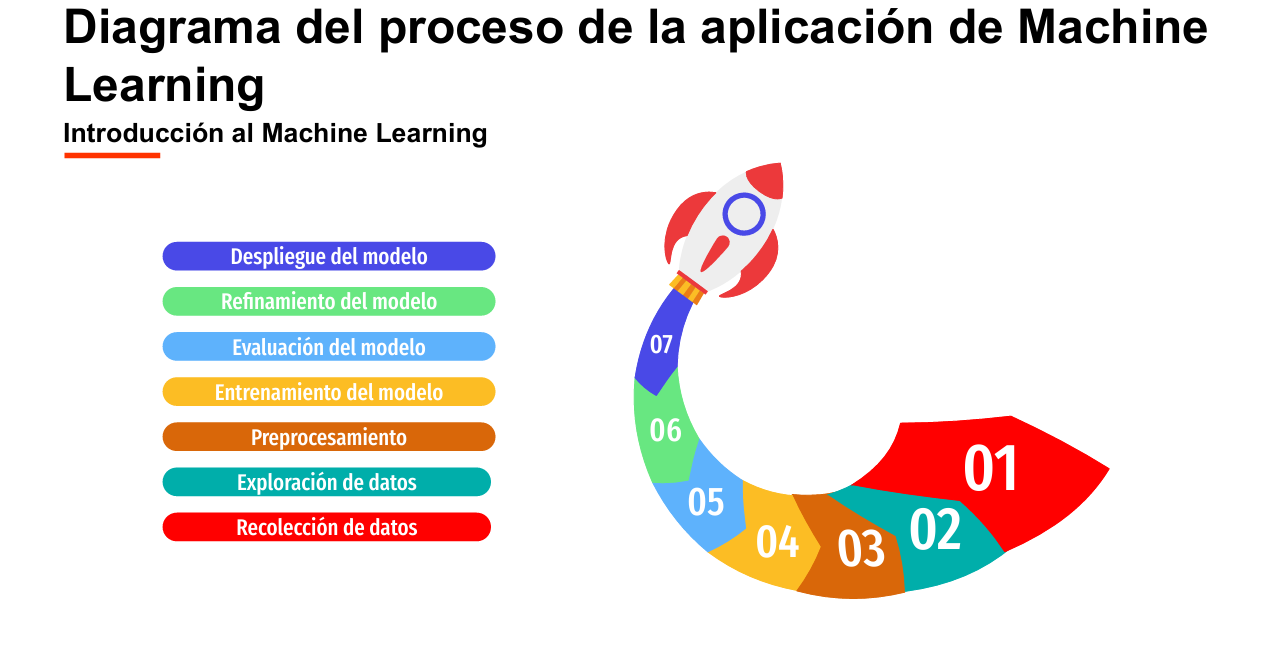 Diagrama del proceso de la aplicación de Machine
Learning
Introducción al Machine Learning
Despliegue del modelo
Refinamiento del modelo
Evaluación del modelo
Entrenamiento del modelo
Preprocesamiento
Exploración de datos
Recolección de datos
07
06
05
04
03
02
01